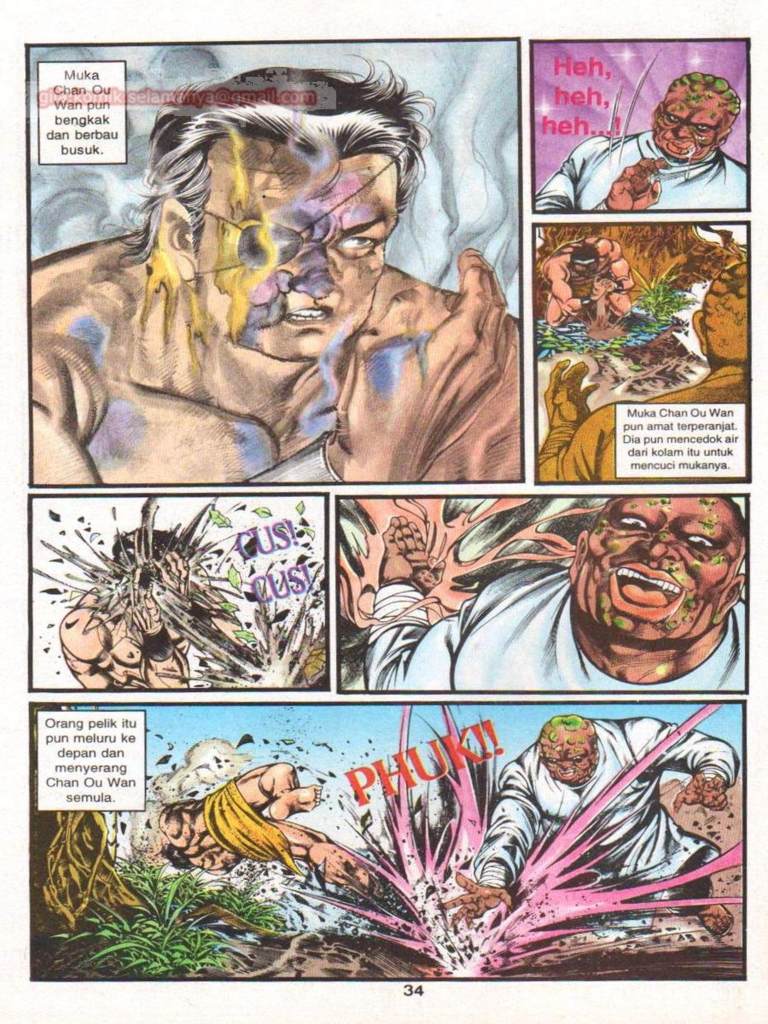 Muka
Chan Ou
Wan pun
bengkak
dan berbau
busuk.
Heh,
heh,
heh...!
Muka Chan Ou Wan
pun amat terperanjat.
Dia pun mencedok air
dari kolam itu untuk
mencuci mukanya.
CUS!
CUS!
Orang pelik itu
pun meluru ke
depan dan
menyerang
Chan Ou Wan
semula.
PHUK!!
34